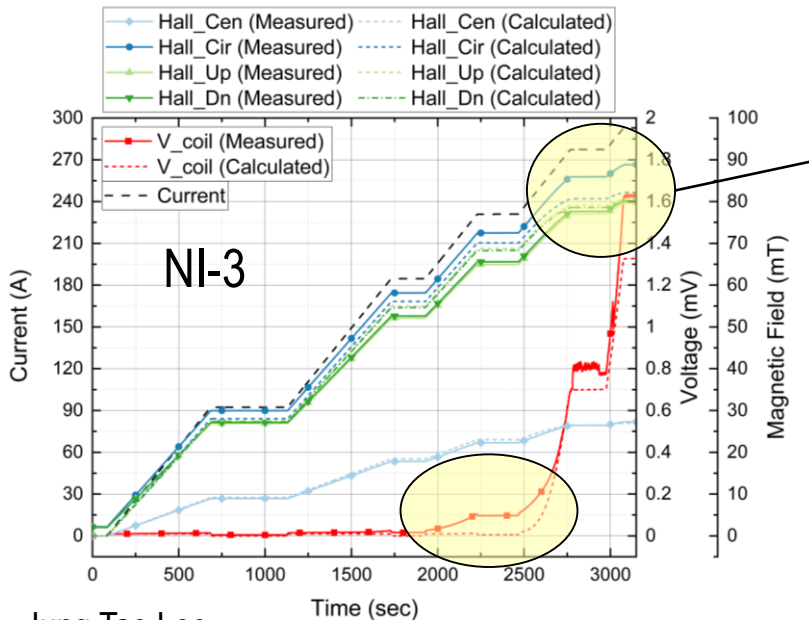 Hall_Cen (Measured) Hall_Cen (Calculated)
Hall_Cir (Measured) Hall_Cir (Calculated)
Hall_Up (Measured) Hall_Up (Calculated)
Hall_Dn (Measured) Hall_Dn (Calculated)
300 2 100
V_coil (Measured)
V_coil (Calculated)
Current
270 1.8 90
240 1.6 80
210 1.4 70
NI-3
180 1.2 60
150 1 50
120 0.8 40
90 0.6 30
60 0.4 20
30 0.2 10
0 0 0
Current (A)
Voltage (mV)
Magnetic Field (mT)
0 500 1000 1500 2000 2500 3000
Time (sec)